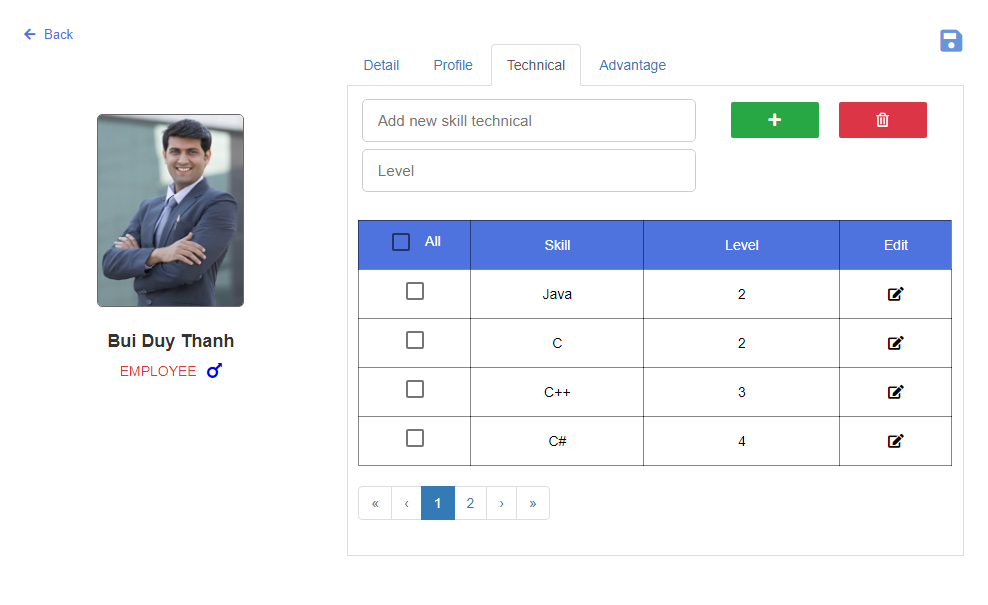 Back
Detail Profile Technical Advantage
Add new skill technical
Level
All Skill Level Edit
Java 2
C 2
C++ 3
C# 4
« ‹ 1 2 › »
Bui Duy Thanh
EMPLOYEE